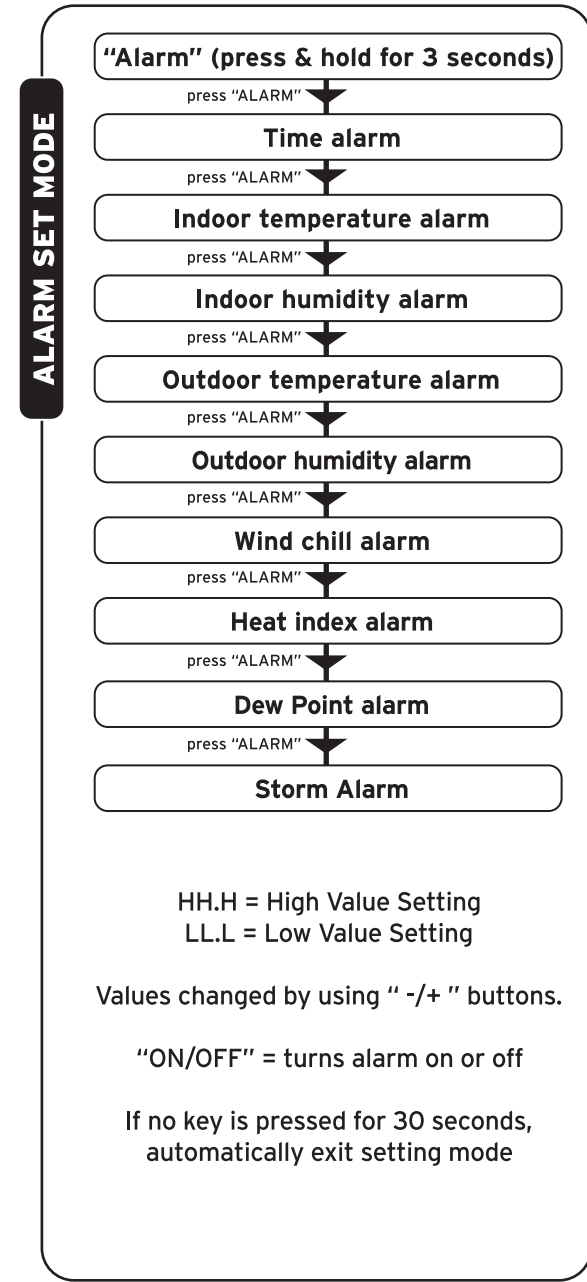 ALARM SET MODE
“Alarm” (press & hold for 3 seconds)
press “ALARM”
Time alarm
press “ALARM”
Indoor temperature alarm
press “ALARM”
Indoor humidity alarm
press “ALARM”
Outdoor temperature alarm
press “ALARM”
Outdoor humidity alarm
press “ALARM”
Wind chill alarm
press “ALARM”
Heat index alarm
press “ALARM”
Dew Point alarm
press “ALARM”
Storm Alarm
HH.H = High Value Setting
LL.L = Low Value Setting
Values changed by using “ -/+ ” buttons.
“ON/OFF” = turns alarm on or off
If no key is pressed for 30 seconds,
automatically exit setting mode